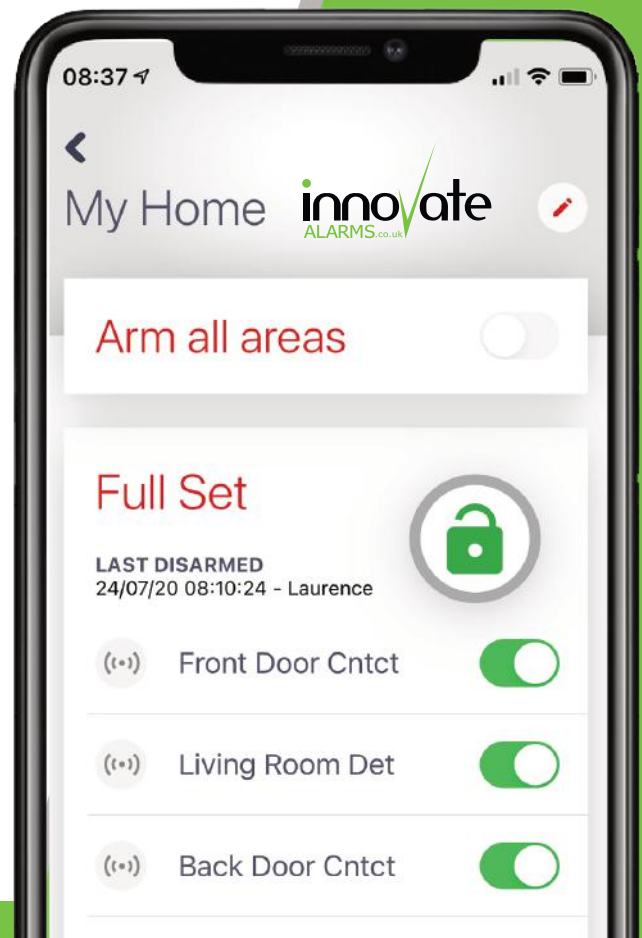 08:37
My Home
innovate
ALARMS.co.uk
Arm all areas
Full Set
LAST DISARMED
24/07/20 08:10:24 - Laurence
Front Door Cntct
Living Room Det
Back Door Cntct